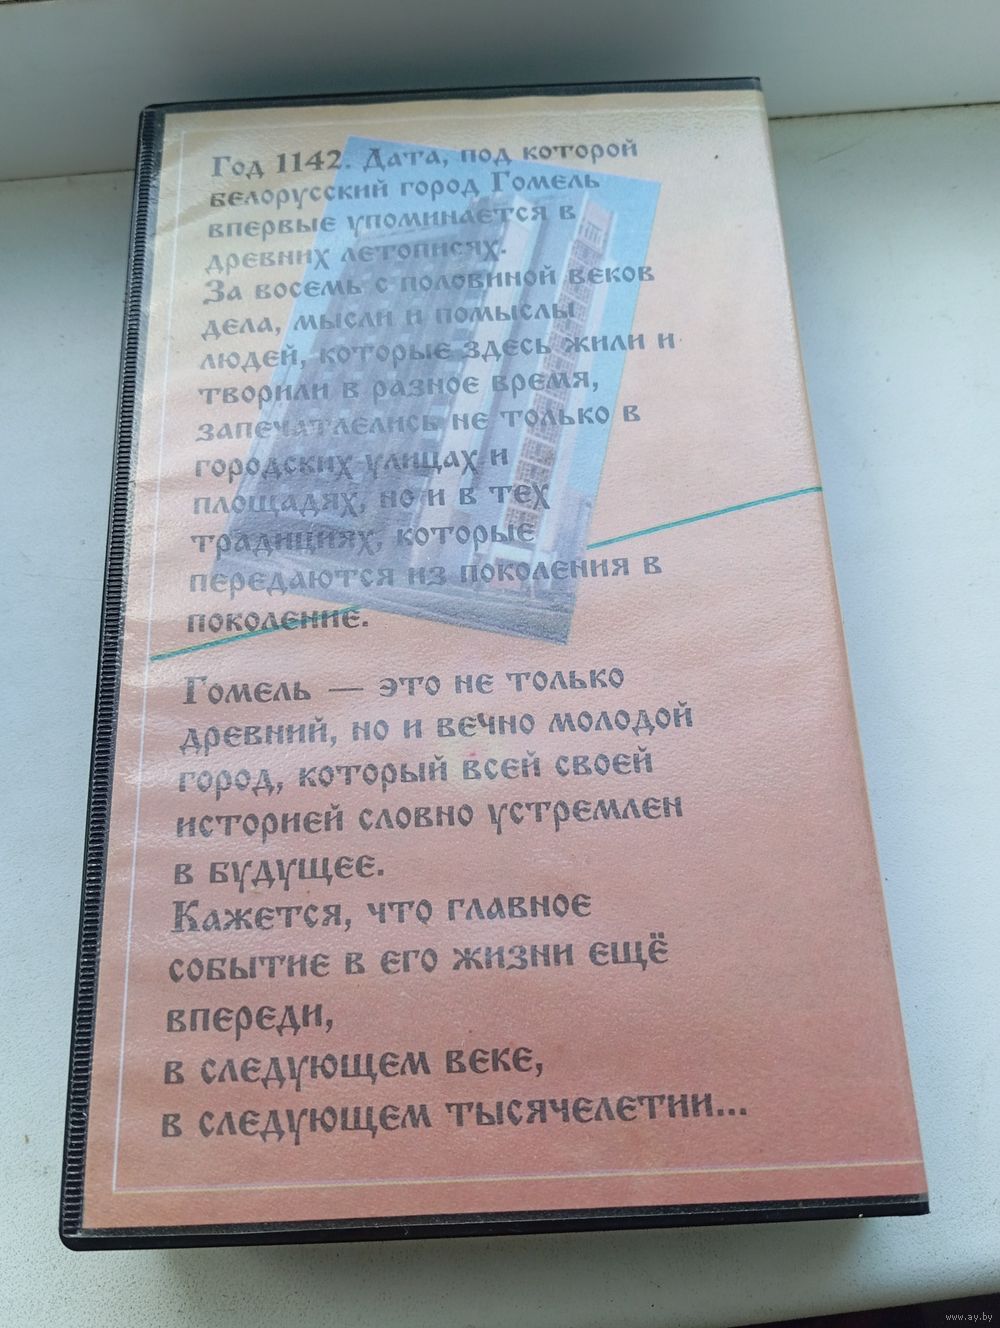 Год 1142. Дата, под которой
белорусский город Гомель
впервые упоминается в
древних летописях.
За восемь с половиной веков
дела, мысли и помыслы
людей, которые здесь жили и
творили в разное время,
запечатлелись не только в
городских улицах и
площадях, но и в тех
традициях, которые
передаются из поколения в
поколение.
Гомель — это не только
древний, но и вечно молодой
город, который всей своей
историей словно устремлен
в будущее.
Кажется, что главное
событие в его жизни ещё
впереди,
в следующем веке,
в следующем тысячелетии...
www.ay.by